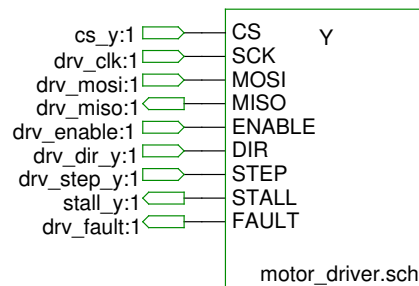 cs_y:1 CS Y
drv_clk:1 SCK
drv_mosi:1 MOSI
drv_miso:1 MISO
drv_enable:1 ENABLE
drv_dir_y:1 DIR
drv_step_y:1 STEP
stall_y:1 STALL
drv_fault:1 FAULT
motor_driver.sch